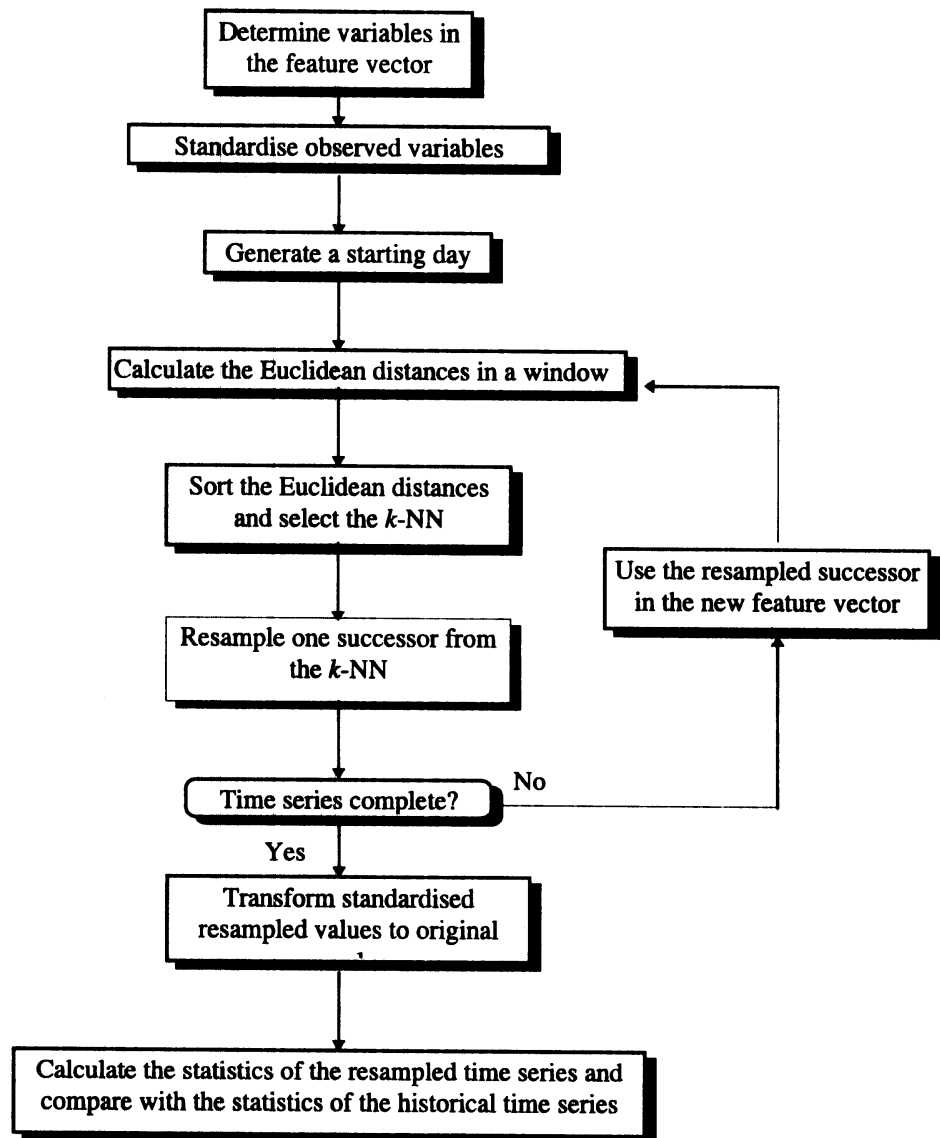 Determine variables in
the feature vector
Standardise observed variables
Generate a starting day
Calculate the Euclidean distances in a window
Sort the Euclidean distances
and select the k-NN
Use the resampled successor
in the new feature vector
Resample one successor from
the k-NN
Time series complete?
No
Yes
Transform standardised
resampled values to original
Calculate the statistics of the resampled time series and
compare with the statistics of the historical time series